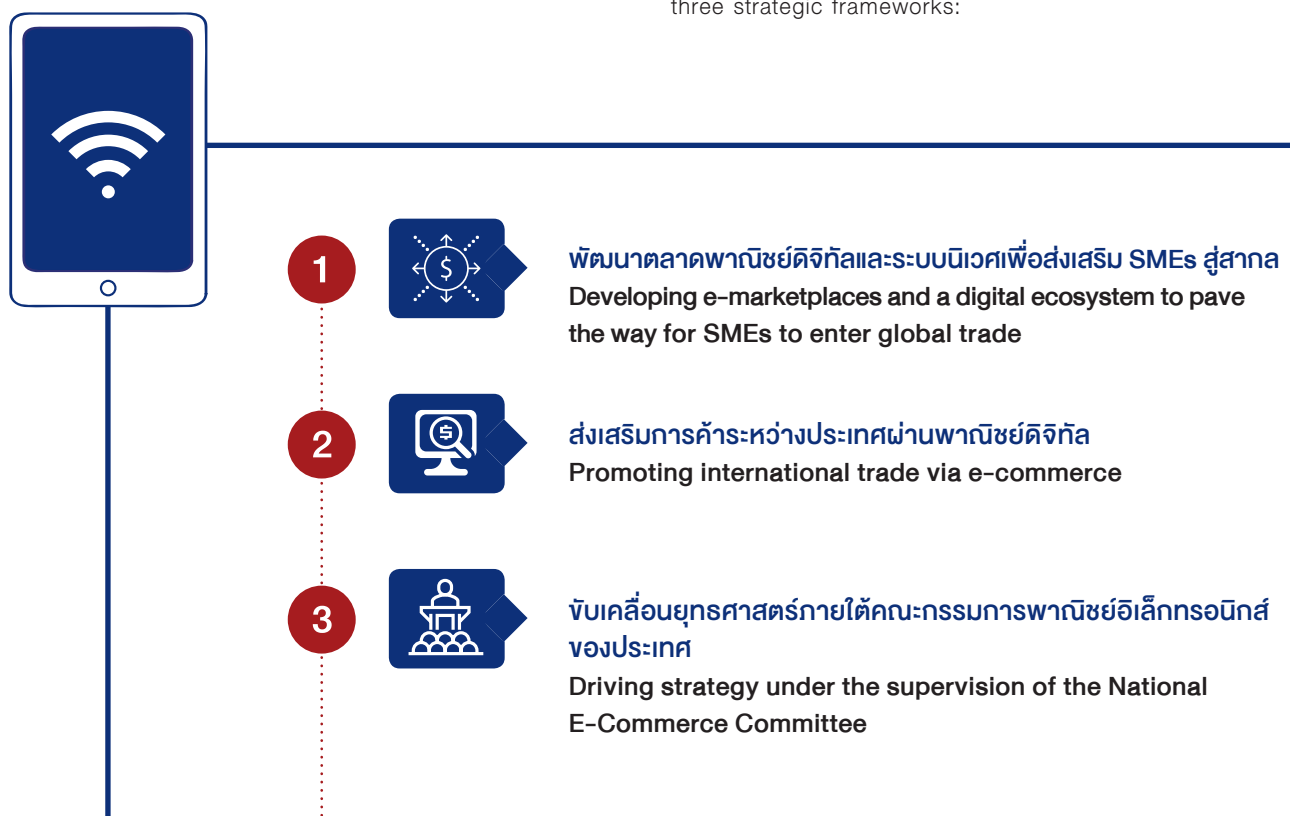 three strategic frameworks:
1
พัฒนาตลาดพาณิชย์ดิจิทัลและระบบนิเวศเพื่อส่งเสริม SMEs สู่สากล
Developing e-marketplaces and a digital ecosystem to pave
the way for SMEs to enter global trade
2
ส่งเสริมการค้าระหว่างประเทศผ่านพาณิชย์ดิจิทัล
Promoting international trade via e-commerce
3
ขับเคลื่อนยุทธศาสตร์ภายใต้คณะกรรมการพาณิชย์อิเล็กทรอนิกส์
ของประเทศ
Driving strategy under the supervision of the National
E-Commerce Committee